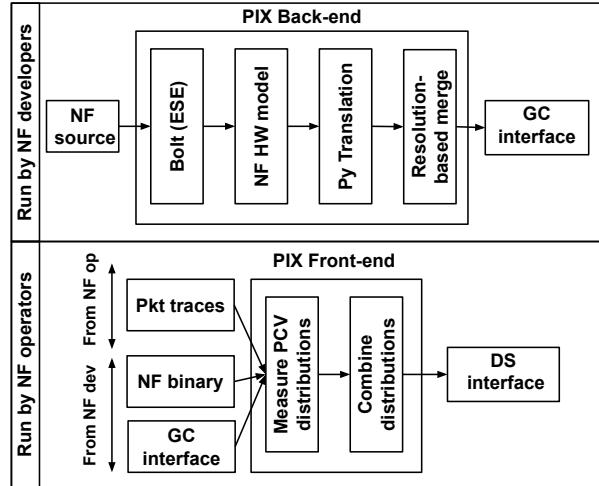 Run by NF developers
PIX Back-end
NF
source
Bolt (ESE)
NF HW model
Py Translation
Resolution-
based merge
GC
interface
Run by NF operators
PIX Front-end
From NF op
From NF dev
Pkt traces
NF binary
GC
interface
Measure PCV
distributions
Combine
distributions
DS
interface